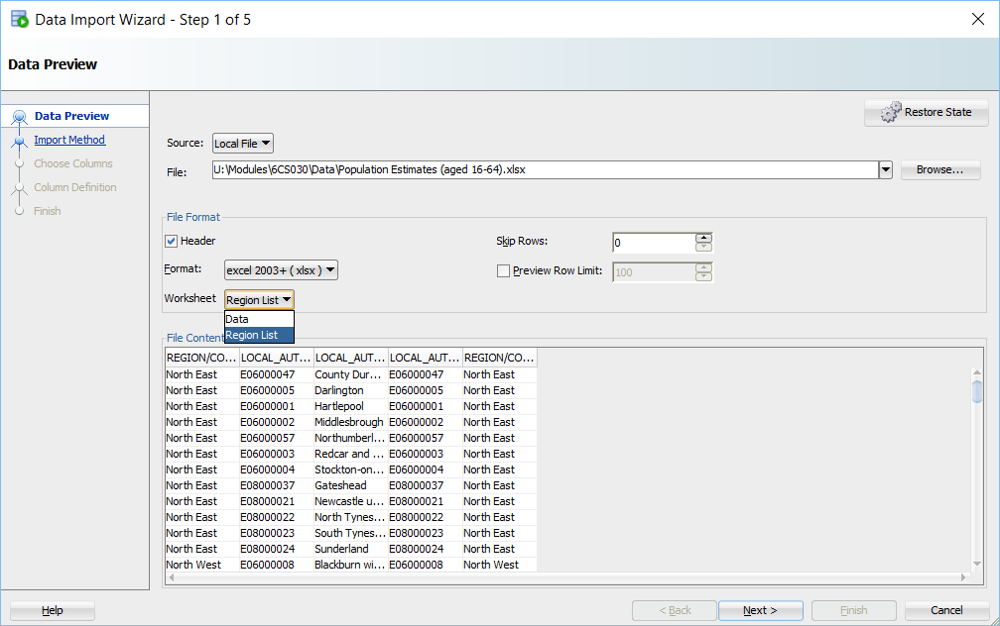 Data Import Wizard - Step 1 of 5
Data Preview
Data Preview
Import Method
Choose Columns
Column Definition
Finish
Restore State
Source: Local File
File: U:\Modules\6CS030\Data\Population Estimates (aged 16-64).xlsx Browse...
File Format
Header Skip Rows: 0
Format: excel 2003+ ( xlsx ) Preview Row Limit: 100
Worksheet Region List
Data
Region List
File Content
REGION/CO... LOCAL_AUT... LOCAL_AUT... LOCAL_AUT... REGION/CO...
North East E06000047 County Dur... E06000047 North East
North East E06000005 Darlington E06000005 North East
North East E06000001 Hartlepool E06000001 North East
North East E06000002 Middlesbrough E06000002 North East
North East E06000057 Northumberl... E06000057 North East
North East E06000003 Redcar and ... E06000003 North East
North East E06000004 Stockton-on... E06000004 North East
North East E08000037 Gateshead E08000037 North East
North East E08000021 Newcastle u... E08000021 North East
North East E08000022 North Tynes... E08000022 North East
North East E08000023 South Tynes... E08000023 North East
North East E08000024 Sunderland E08000024 North East
North West E06000008 Blackburn wi... E06000008 North West
Help < Back Next > Finish Cancel